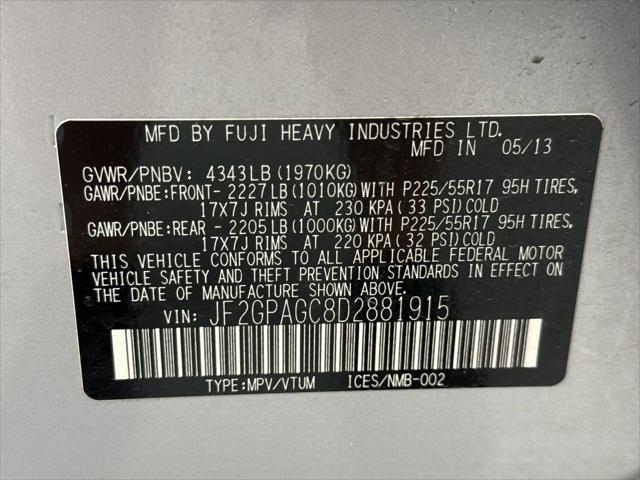 MFD BY FUJI HEAVY INDUSTRIES LTD.
MFD IN 05/13
GVWR/PNBV: 4343LB (1970KG)
GAWR/PNBE:FRONT- 2227LB (1010KG) WITH P225/55R17 95H TIRES,
17X7J RIMS AT 230 KPA (33 PSI) COLD
GAWR/PNBE:REAR - 2205LB (1000KG) WITH P225/55R17 95H TIRES,
17X7J RIMS AT 220 KPA (32 PSI) COLD
THIS VEHICLE CONFORMS TO ALL APPLICABLE FEDERAL MOTOR
VEHICLE SAFETY AND THEFT PREVENTION STANDARDS IN EFFECT ON
THE DATE OF MANUFACTURE SHOWN ABOVE.
VIN: JF2GPAGC8D2881915
TYPE:MPV/VTUM ICES/NMB-002